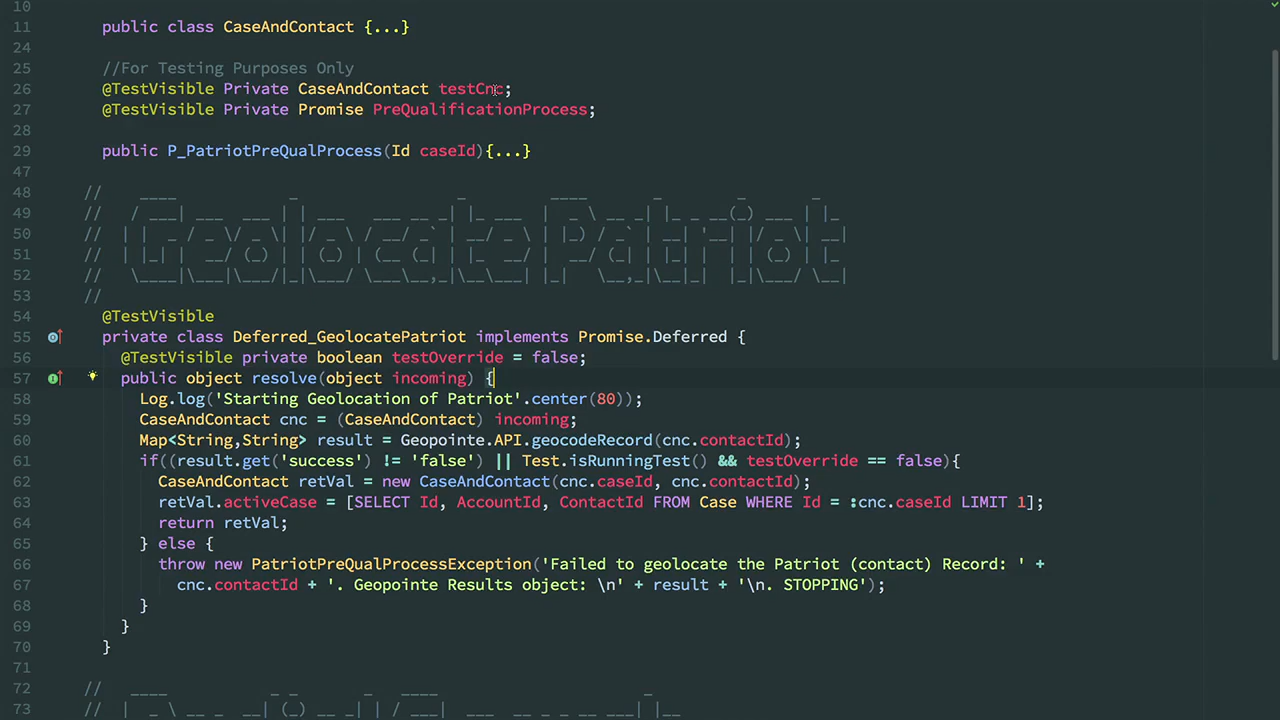 10
11 public class CaseAndContact {...}
24
25 //For Testing Purposes Only
26 @TestVisible Private CaseAndContact testCnc;
27 @TestVisible Private Promise PreQualificationProcess;
28
29 public P_PatriotPreQualProcess(Id caseId){...}
47
48 //
49 // Geolocate Patriot
50 //
51 //
52 //
53 //
54 @TestVisible
55 private class Deferred_GeolocatePatriot implements Promise.Deferred {
56 @TestVisible private boolean testOverride = false;
57 public object resolve(object incoming) {
58 Log.log('Starting Geolocation of Patriot'.center(80));
59 CaseAndContact cnc = (CaseAndContact) incoming;
60 Map<String,String> result = Geopointe.API.geocodeRecord(cnc.contactId);
61 if((result.get('success') != 'false') || Test.isRunningTest() && testOverride == false){
62 CaseAndContact retVal = new CaseAndContact(cnc.caseId, cnc.contactId);
63 retVal.activeCase = [SELECT Id, AccountId, ContactId FROM Case WHERE Id = :cnc.caseId LIMIT 1];
64 return retVal;
65 } else {
66 throw new PatriotPreQualProcessException('Failed to geolocate the Patriot (contact) Record: ' +
67 cnc.contactId + '. Geopointe Results object: \n' + result + '\n. STOPPING');
68 }
69 }
70 }
71
72 //
73 //